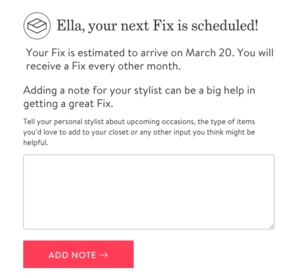 Ella, your next Fix is scheduled!
Your Fix is estimated to arrive on March 20. You will
receive a Fix every other month.
Adding a note for your stylist can be a big help in
getting a great Fix.
Tell your personal stylist about upcoming occasions, the type of items
you'd love to add to your closet or any other input you think might be
helpful.
ADD NOTE →